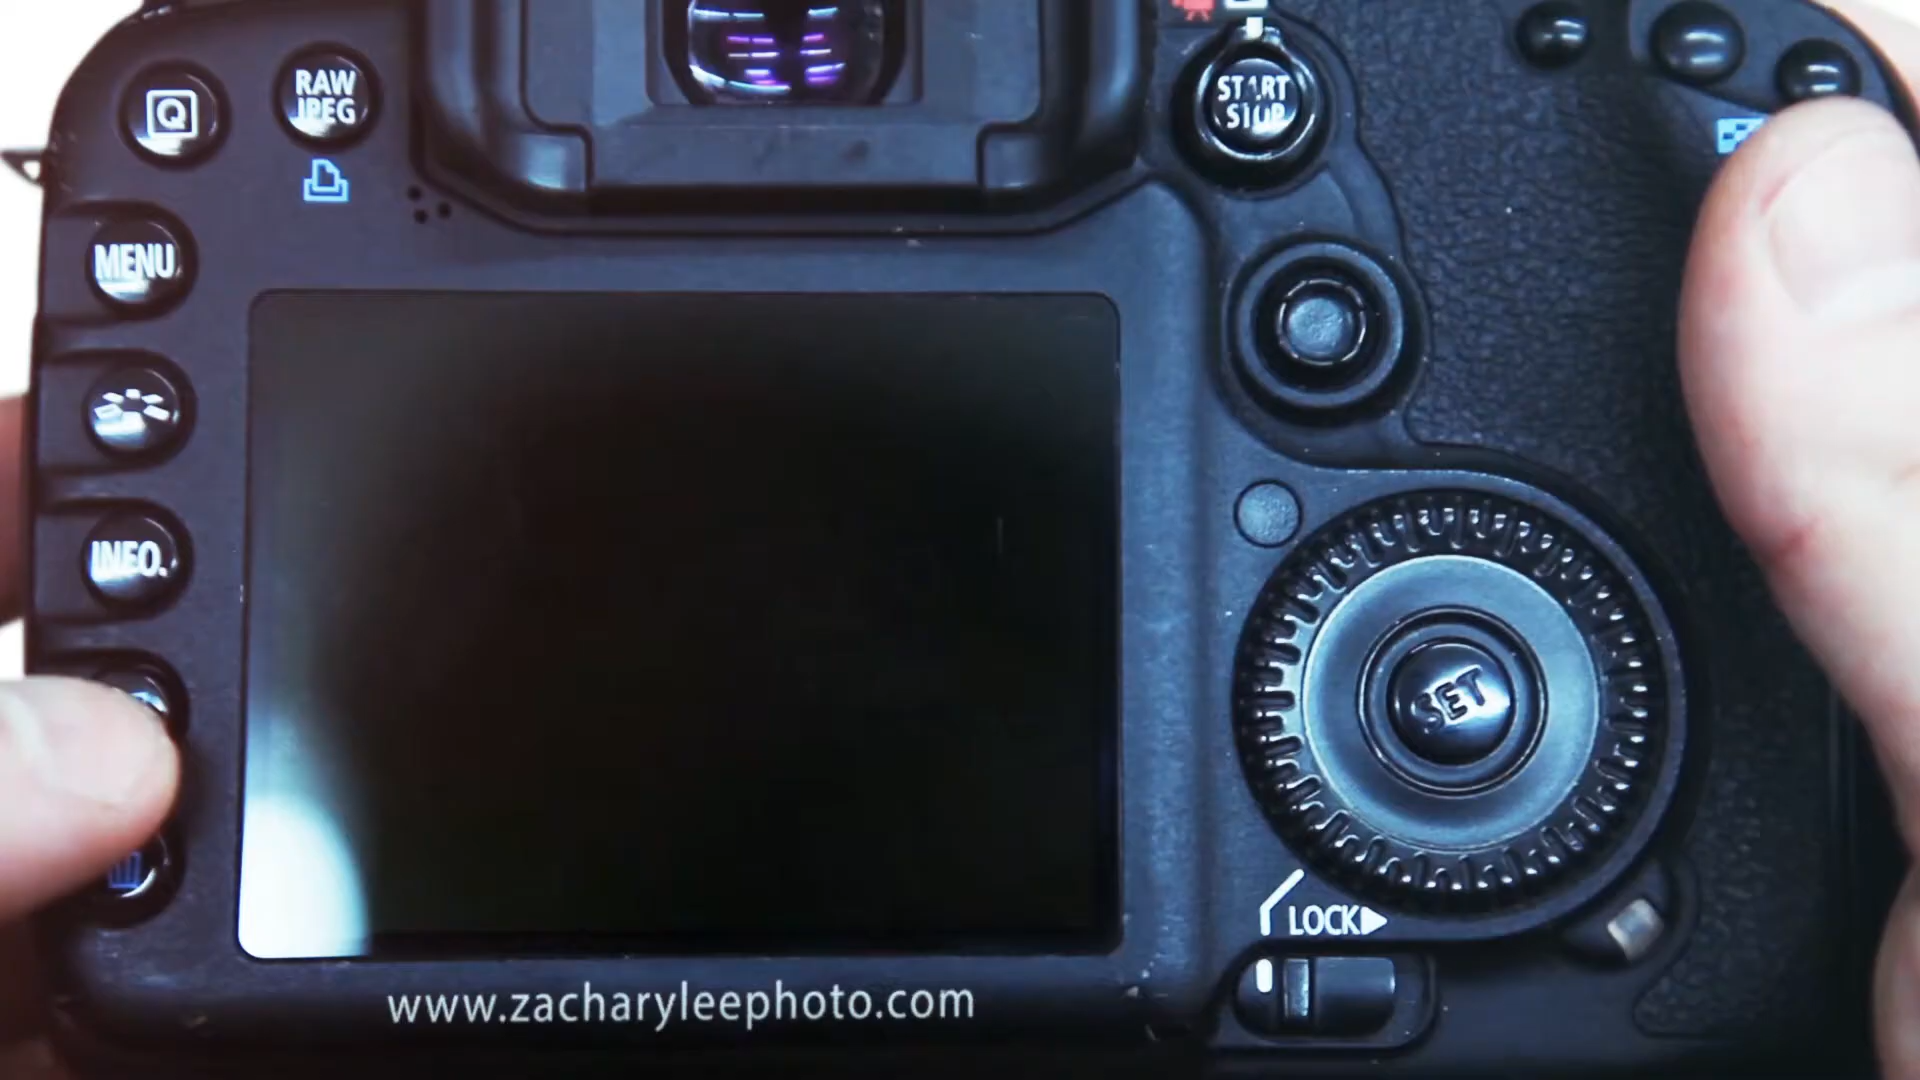 Q
RAW
JPEG
START
STOP
MENU
INFO.
SET
LOCK
www.zacharyleephoto.com